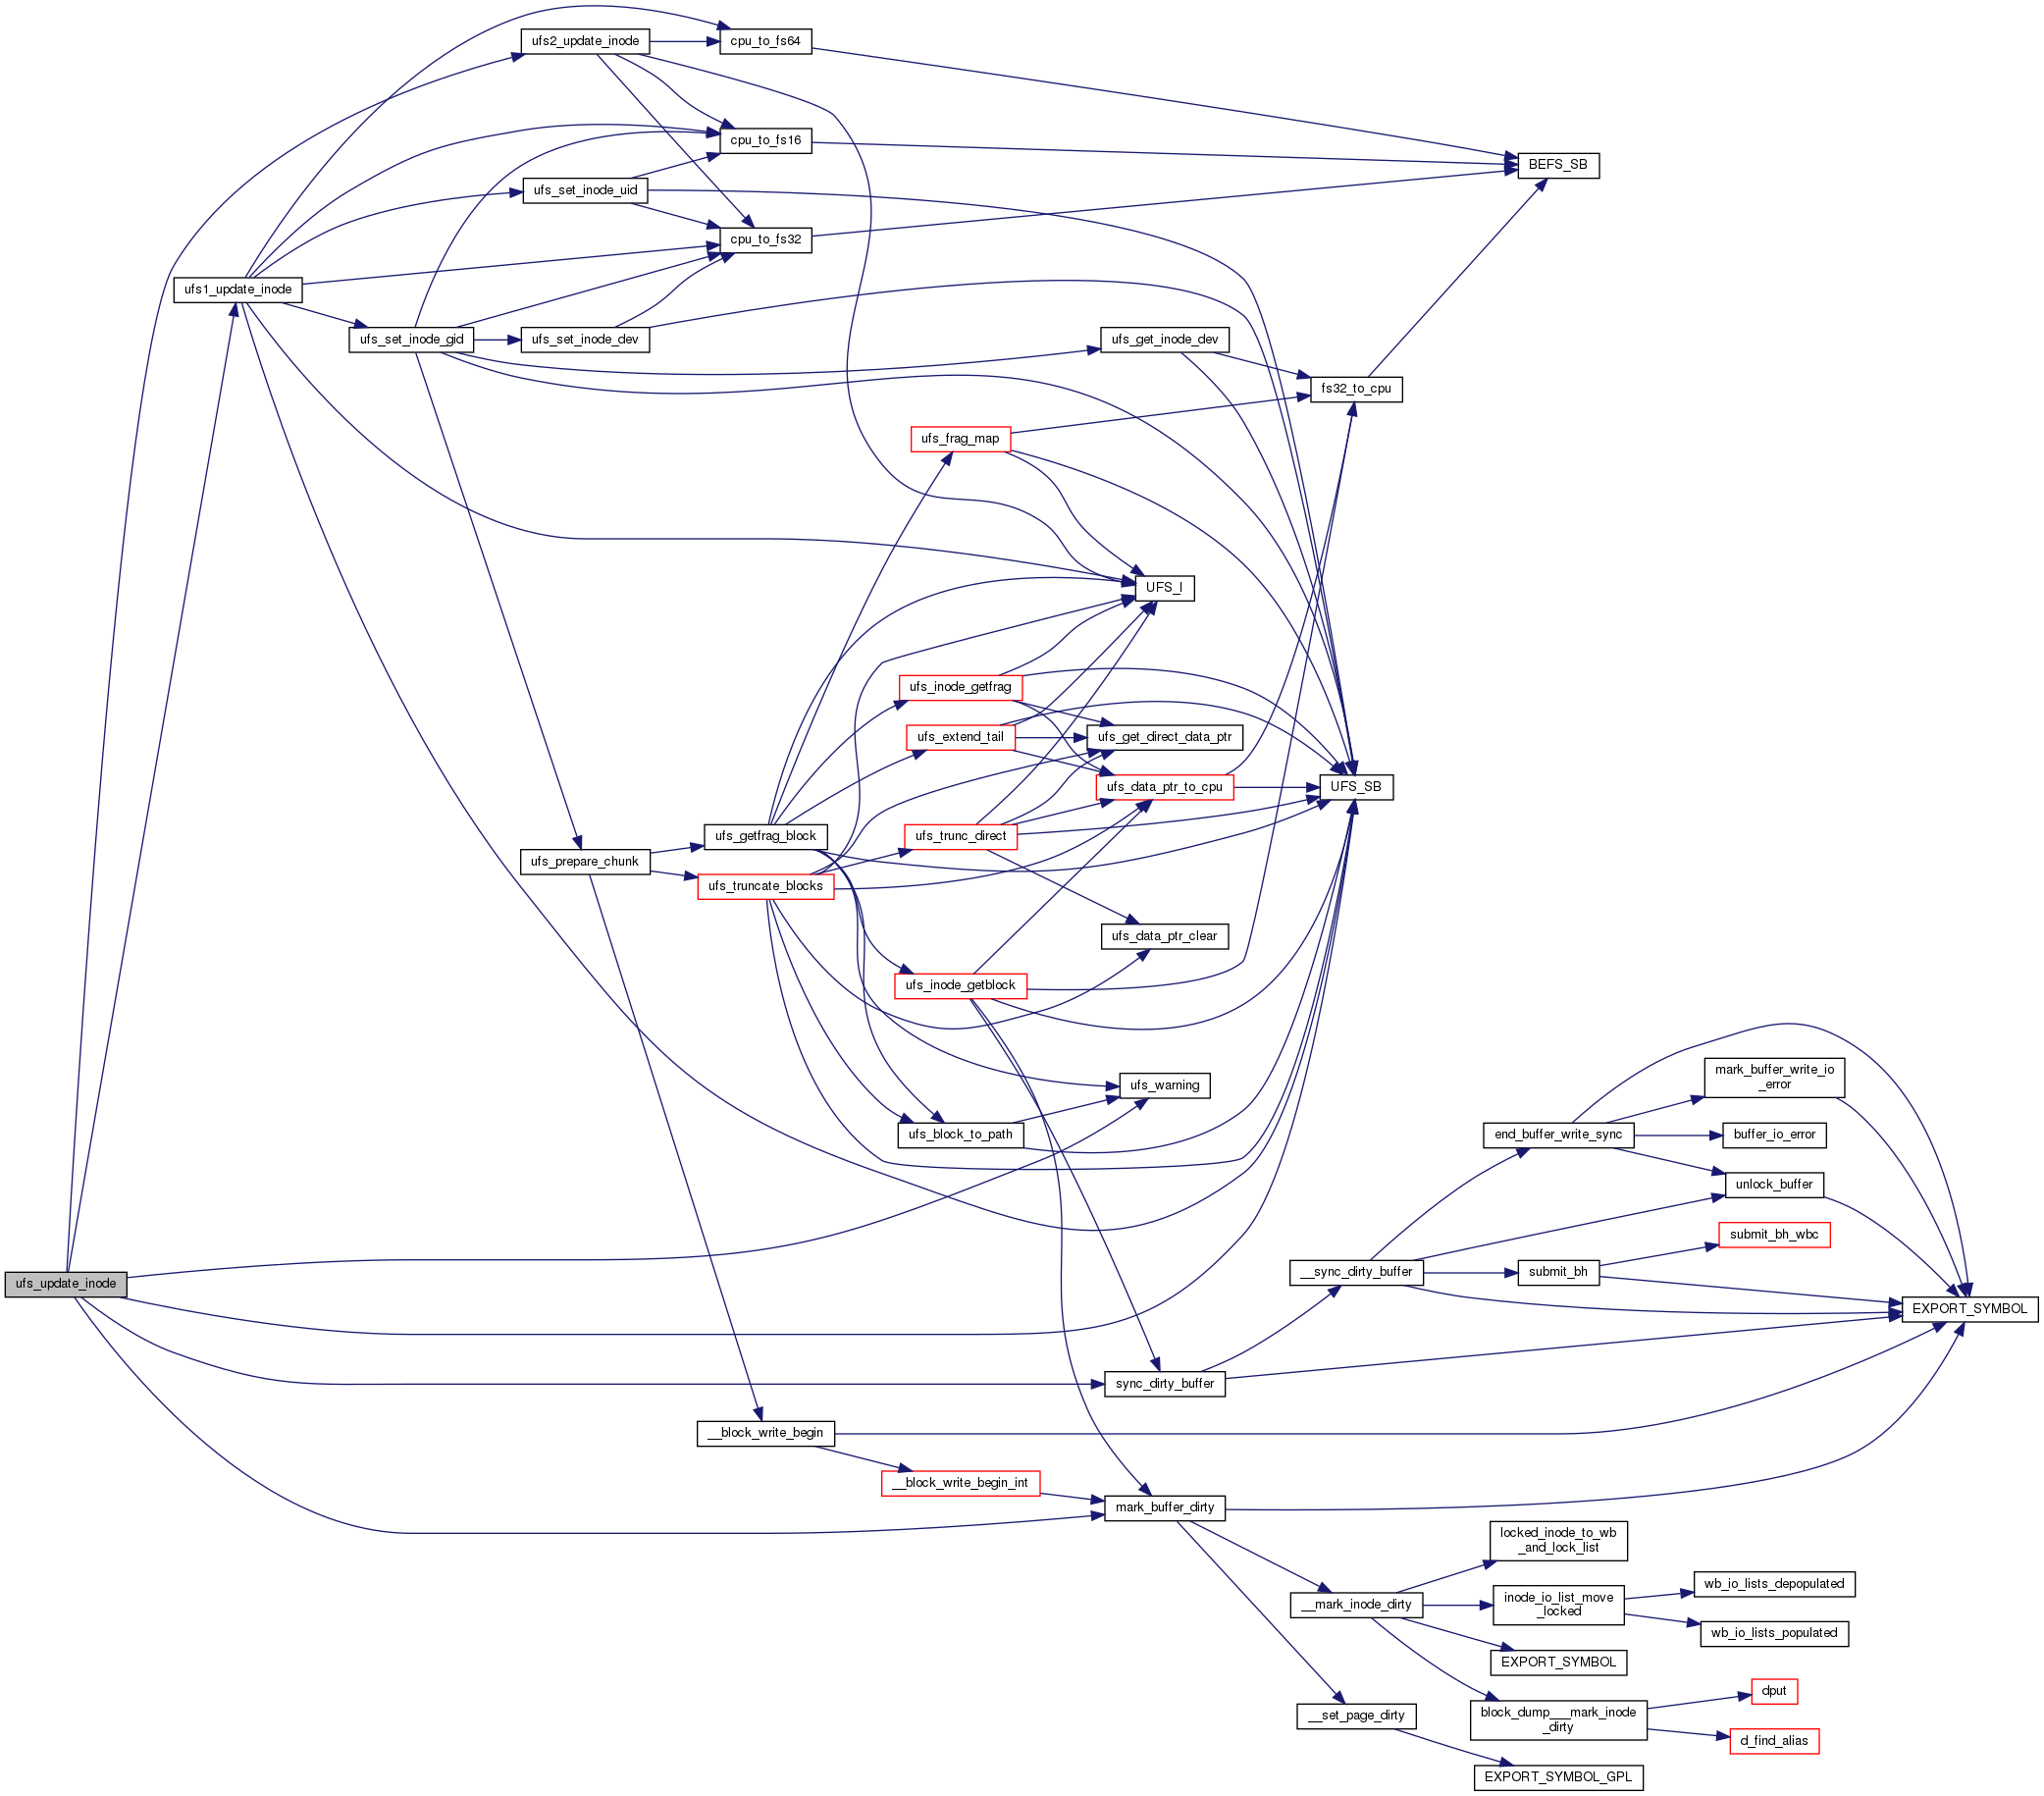 ufs2_update_inode
cpu_to_fs64
cpu_to_fs16
BEFS_SB
ufs_set_inode_uid
cpu_to_fs32
ufs1_update_inode
ufs_set_inode_gid
ufs_set_inode_dev
ufs_get_inode_dev
fs32_to_cpu
ufs_frag_map
UFS_I
ufs_inode_getfrag
ufs_extend_tail
ufs_get_direct_data_ptr
ufs_data_ptr_to_cpu
UFS_SB
ufs_getfrag_block
ufs_trunc_direct
ufs_prepare_chunk
ufs_truncate_blocks
ufs_data_ptr_clear
ufs_inode_getblock
ufs_warning
ufs_block_to_path
mark_buffer_write_io
_error
end_buffer_write_sync
buffer_io_error
unlock_buffer
submit_bh_wbc
ufs_update_inode
__sync_dirty_buffer
submit_bh
EXPORT_SYMBOL
sync_dirty_buffer
__block_write_begin
__block_write_begin_int
mark_buffer_dirty
locked_inode_to_wb
_and_lock_list
__mark_inode_dirty
inode_io_list_move
_locked
wb_io_lists_depopulated
wb_io_lists_populated
EXPORT_SYMBOL
__set_page_dirty
block_dump___mark_inode
_dirty
dput
d_find_alias
EXPORT_SYMBOL_GPL